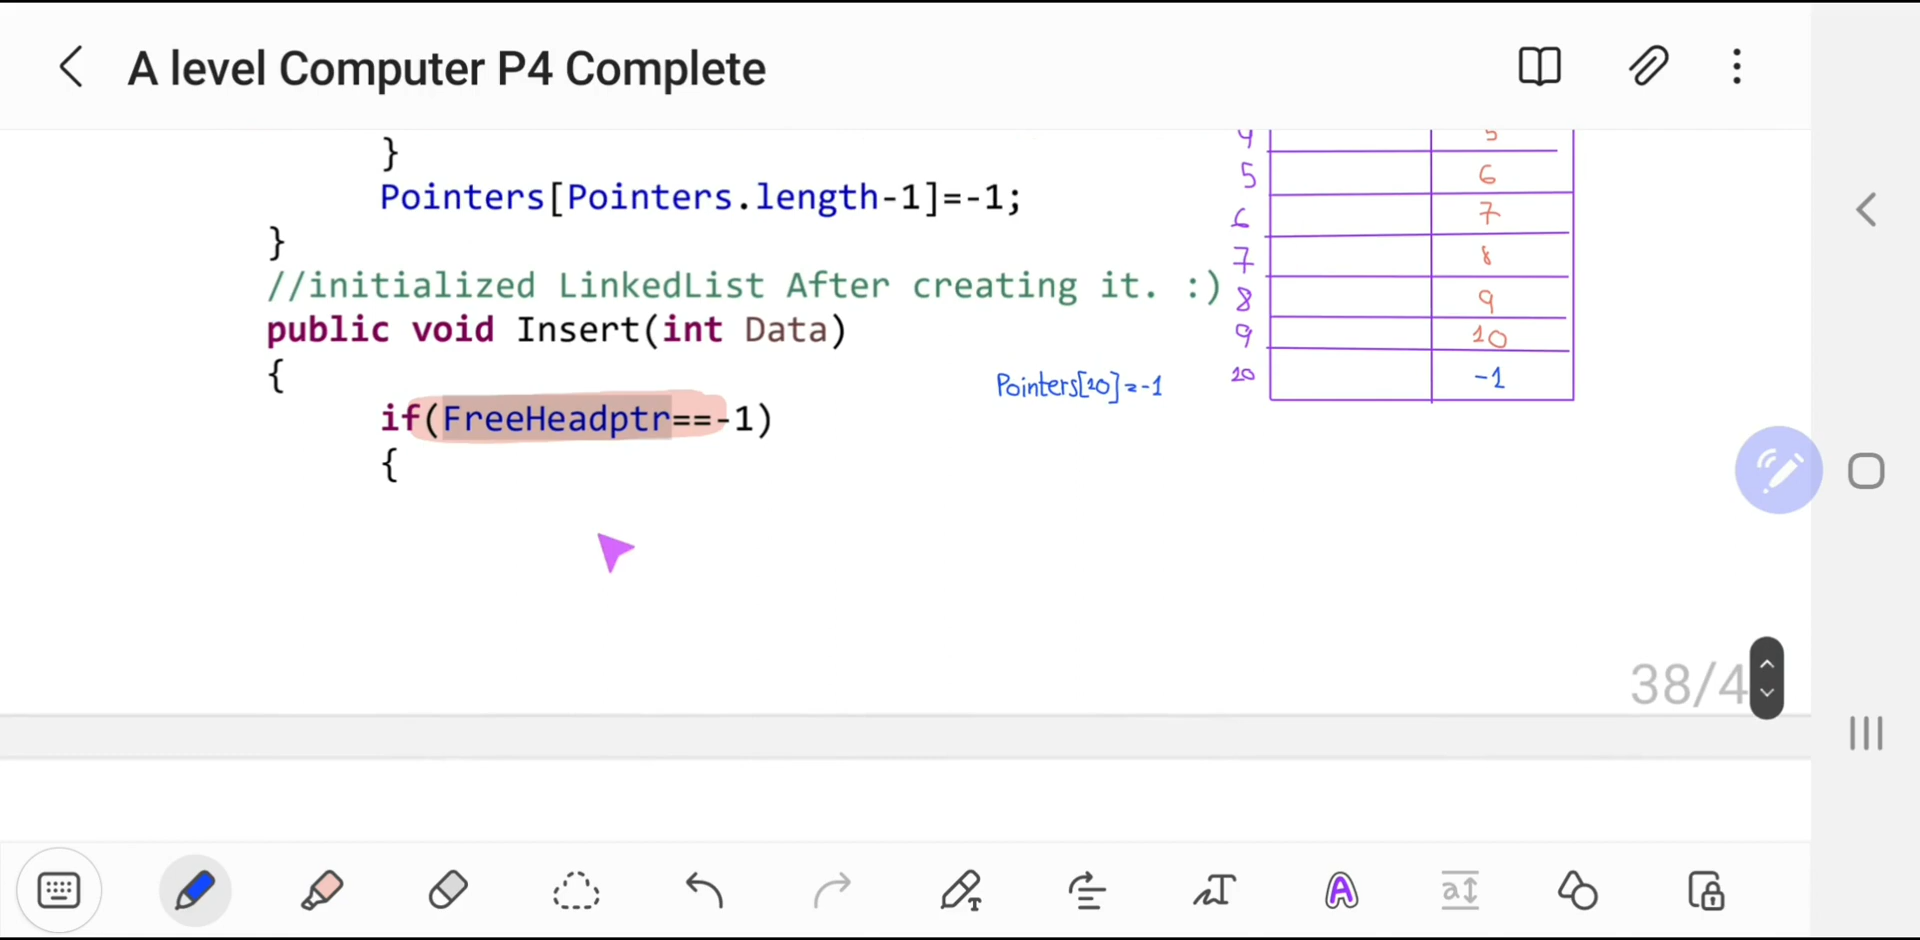 A level Computer P4 Complete
}
Pointers[Pointers.length-1]=-1;
}
//initialized LinkedList After creating it. :)
public void Insert(int Data)
{
if(FreeHeadptr==-1)
{
4 5
5 6
6 7
7 8
8 9
9 10
10 -1
Pointers[10]=-1
38/4